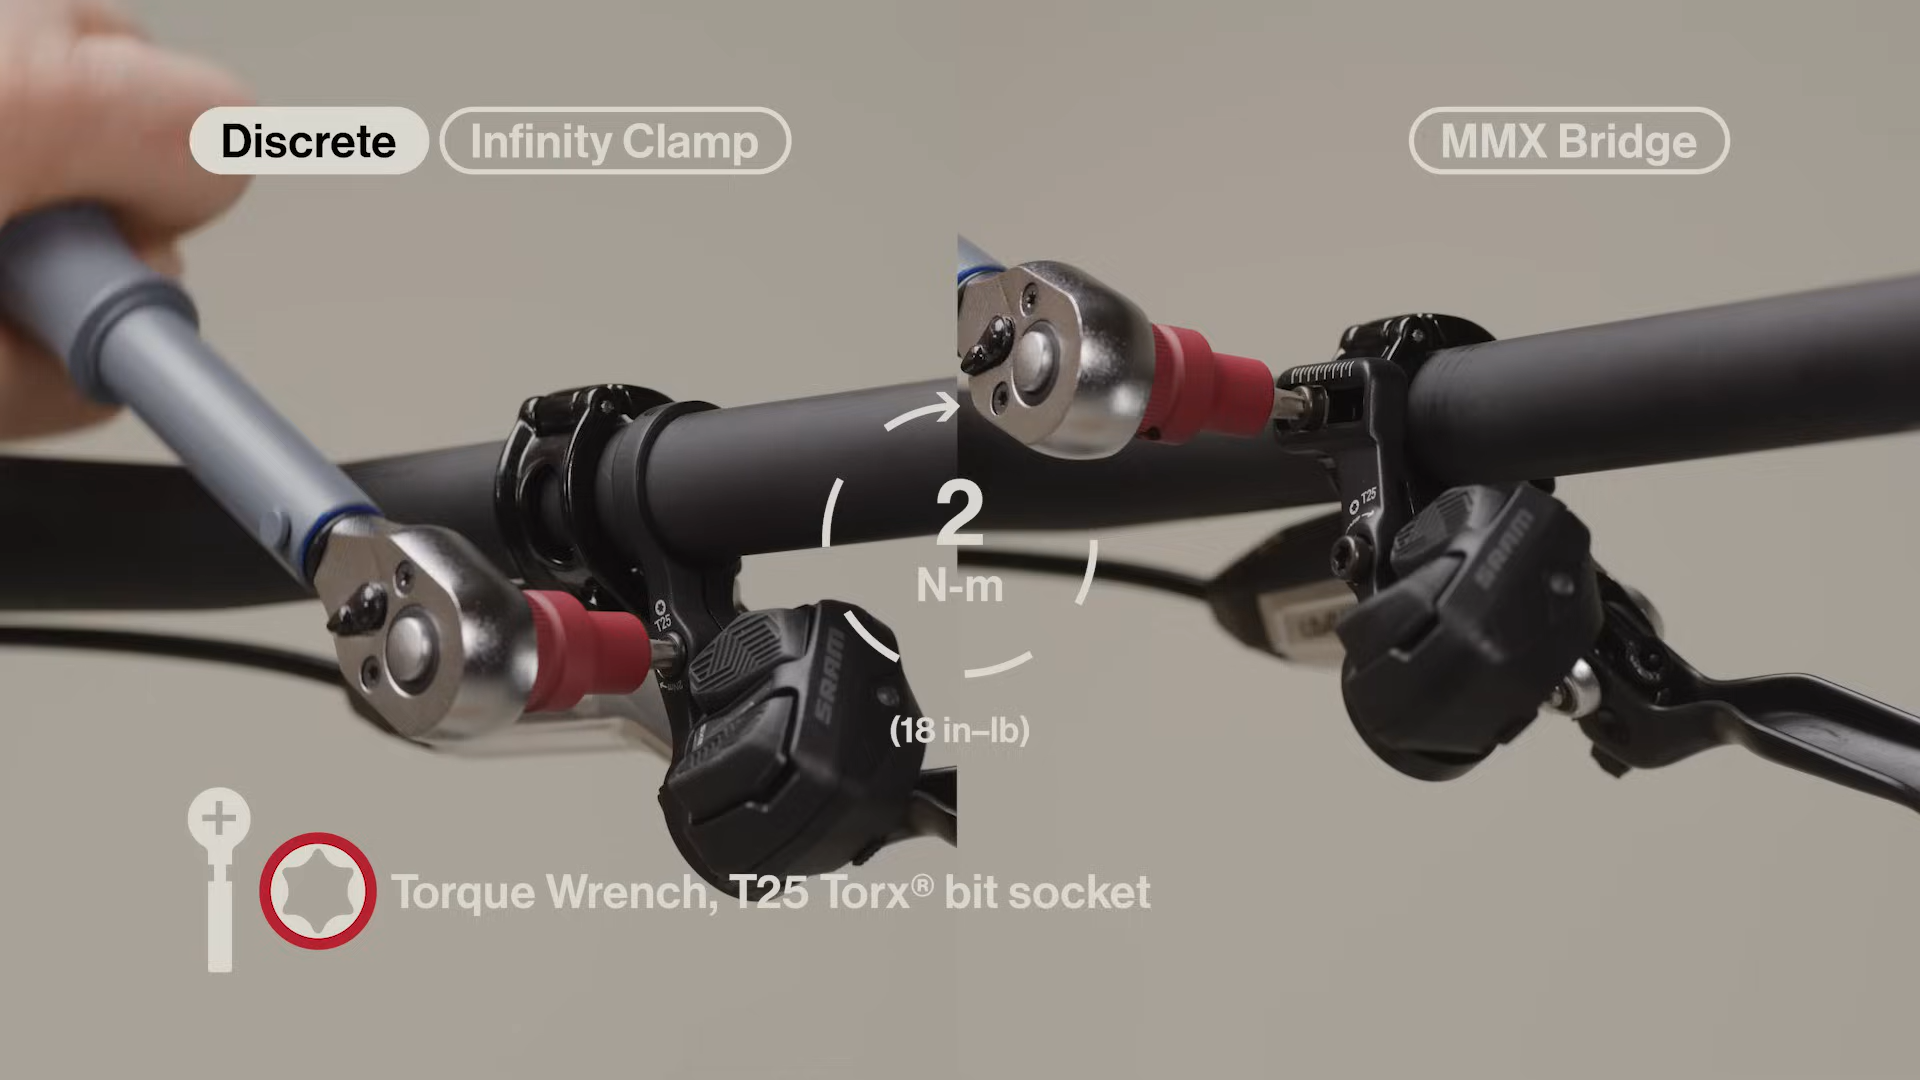 Discrete
Infinity Clamp
MMX Bridge
T25
SRAM
2
N-m
(18 in–lb)
T25
SRAM
Torque Wrench, T25 Torx® bit socket